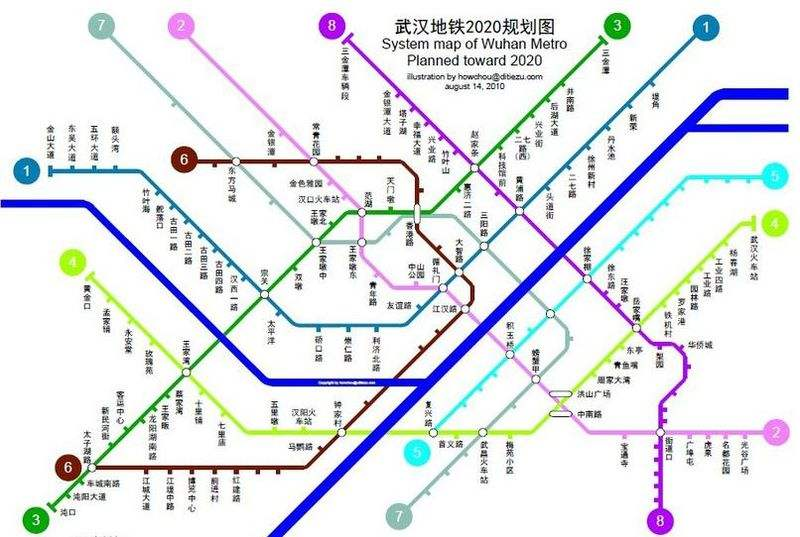 武汉地铁2020规划图
System map of Wuhan Metro
Planned toward 2020
illustration by howchou@ditiezu.com
august 14, 2010
7
2
8
3
1
三金潭车辆段
金银潭大道
塔子湖
幸福大道
兴业路
竹叶山
赵家条
三金潭
井南路
后湖大道
兴业街
二七路(西)
科技馆前
惠济二路
堤角
新荣
丹水池
徐州新村
二七路
头道街
黄浦路
三阳路
大智路
循礼门
金山大道
东吴大道
五环大道
额头湾
6
东方马城
金银潭
常青花园
金色雅园
汉口火车站
范湖
天门墩
香港路
1
竹叶海
舵落口
古田一路
古田二路
古田三路
古田四路
汉西一路
宗关
双墩
王家墩北
王家墩中
王家墩东
青年路
中山公园
友谊路
江汉路
太平洋
硚口路
崇仁路
利济北路
5
4
武汉火车站
杨春湖
工业四路
工业路
园林路
罗家港
铁机村
岳家嘴
汪家墩
徐东路
徐家棚
东亭
青鱼嘴
周家大湾
洪山广场
中南路
梨园
华侨城
积玉桥
螃蟹甲
4
黄金口
孟家铺
永安堂
玫瑰苑
王家湾
十里铺
七里庙
五里墩
汉阳火车站
钟家村
马鹦路
复兴路
5
首义路
武昌火车站
梅苑小区
宝通寺
街道口
广埠屯
虎泉
名都花园
光谷广场
2
蔡家湾
王家畈
龙阳湖南路
客运中心
新民河街
太子湖路
6
车城南路
沌阳大道
沌口
3
江城大道
江堤中路
博览中心
前进村
红建路
7
8
Copyright by howchou@ditiezu.com